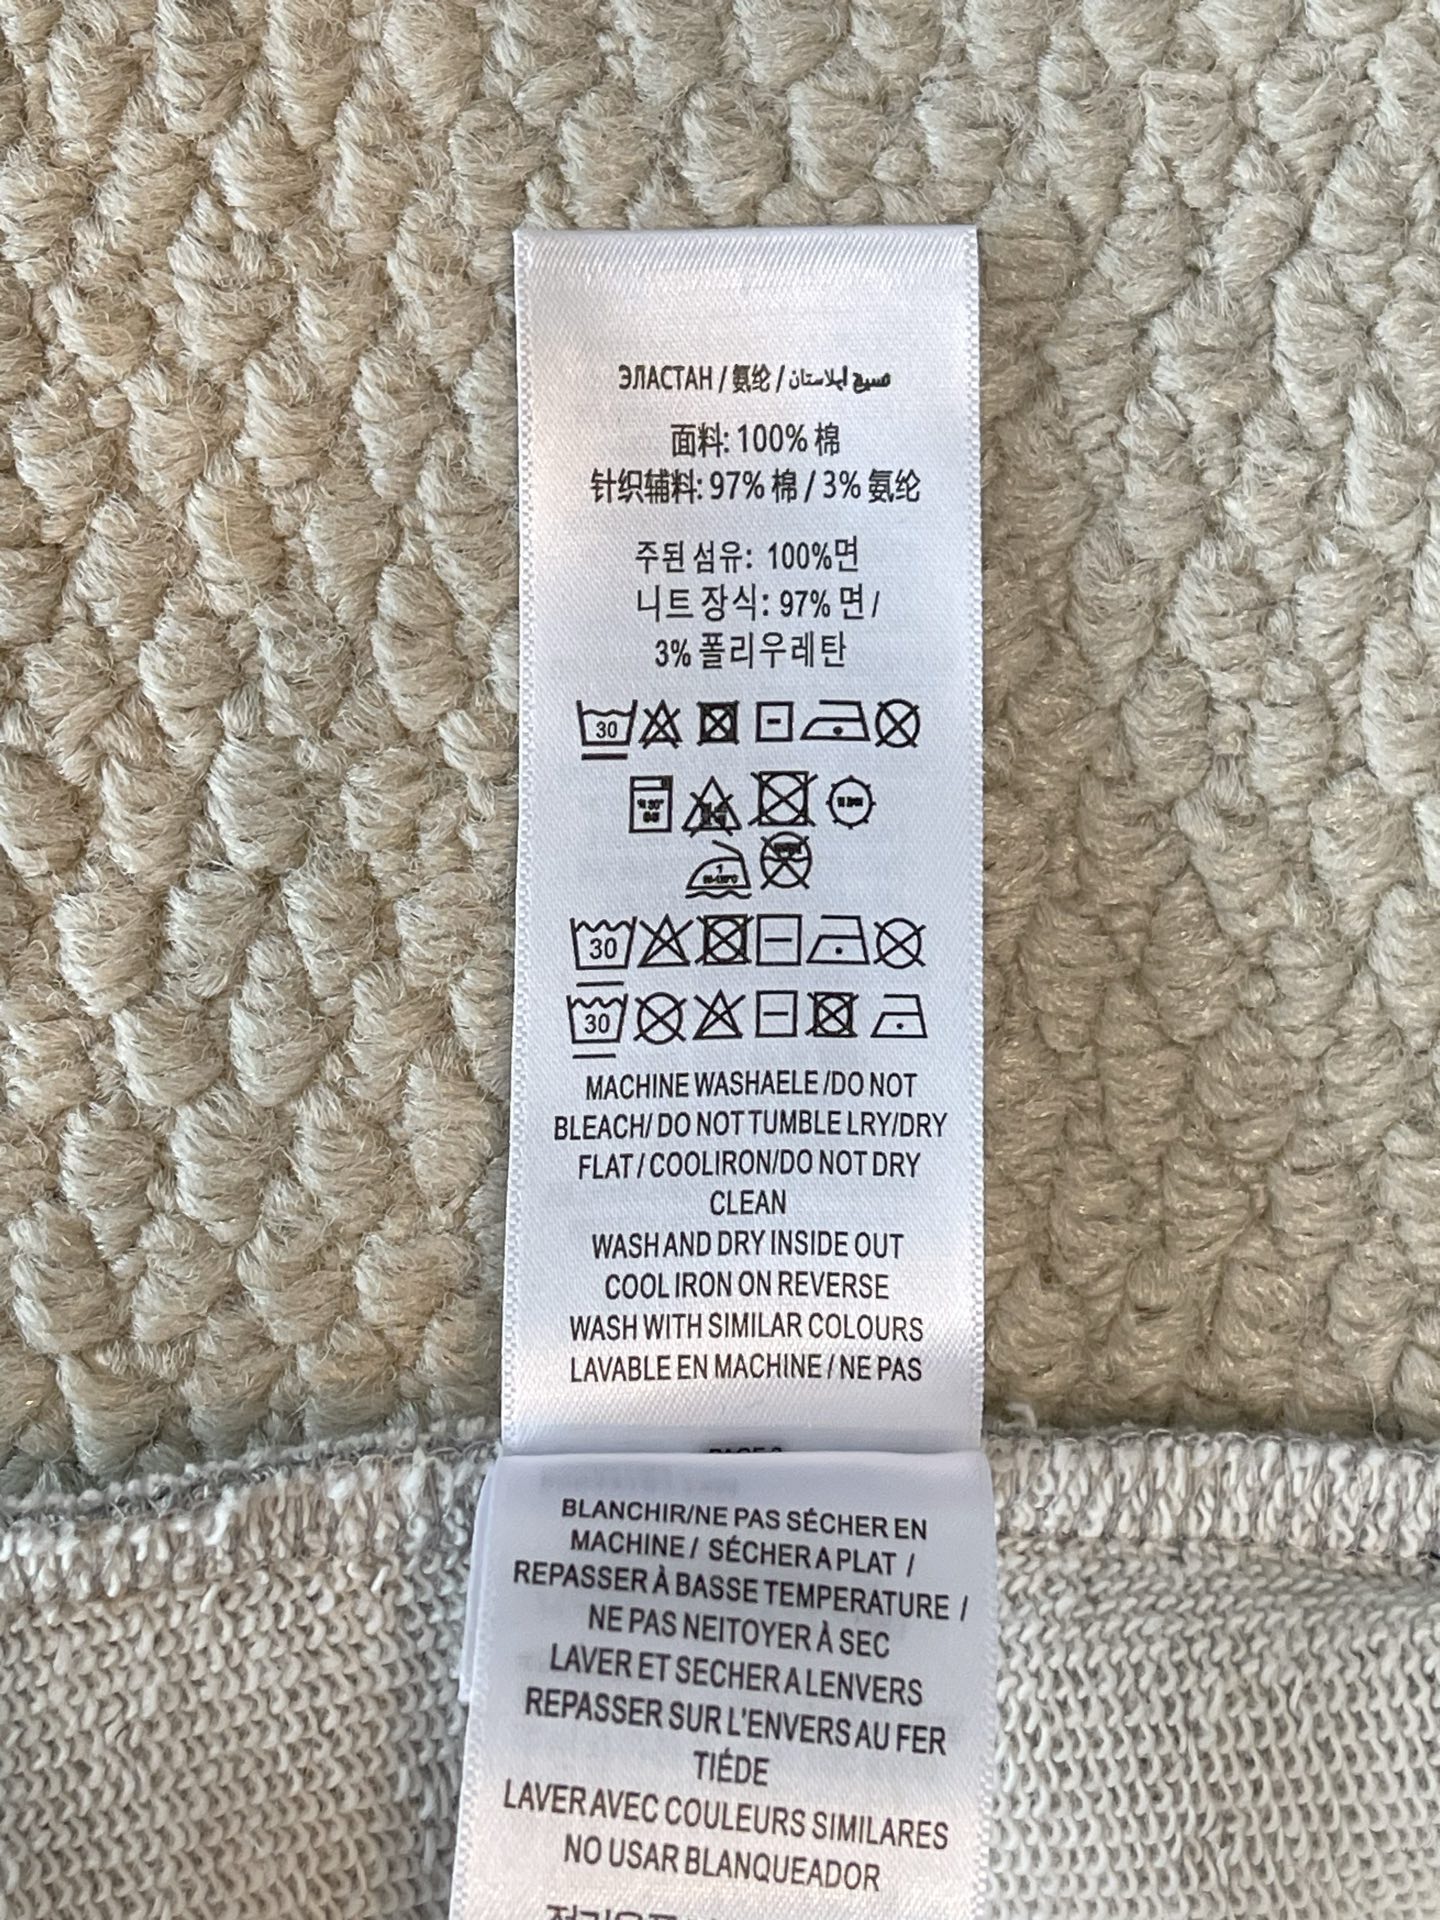 ЭЛАСТАН / 氨纶 / نسيج ايلاستان
面料: 100% 棉
针织辅料: 97% 棉 / 3% 氨纶
주된 섬유: 100%면
니트 장식: 97% 면 /
3% 폴리우레탄
30
30
30
MACHINE WASHAELE /DO NOT
BLEACH/ DO NOT TUMBLE LRY/DRY
FLAT / COOLIRON/DO NOT DRY
CLEAN
WASH AND DRY INSIDE OUT
COOL IRON ON REVERSE
WASH WITH SIMILAR COLOURS
LAVABLE EN MACHINE / NE PAS
BLANCHIR/NE PAS SÉCHER EN
MACHINE / SÉCHER A PLAT /
REPASSER À BASSE TEMPERATURE /
NE PAS NEITOYER À SEC
LAVER ET SECHER A LENVERS
REPASSER SUR L'ENVERS AU FER
TIÉDE
LAVER AVEC COULEURS SIMILARES
NO USAR BLANQUEADOR